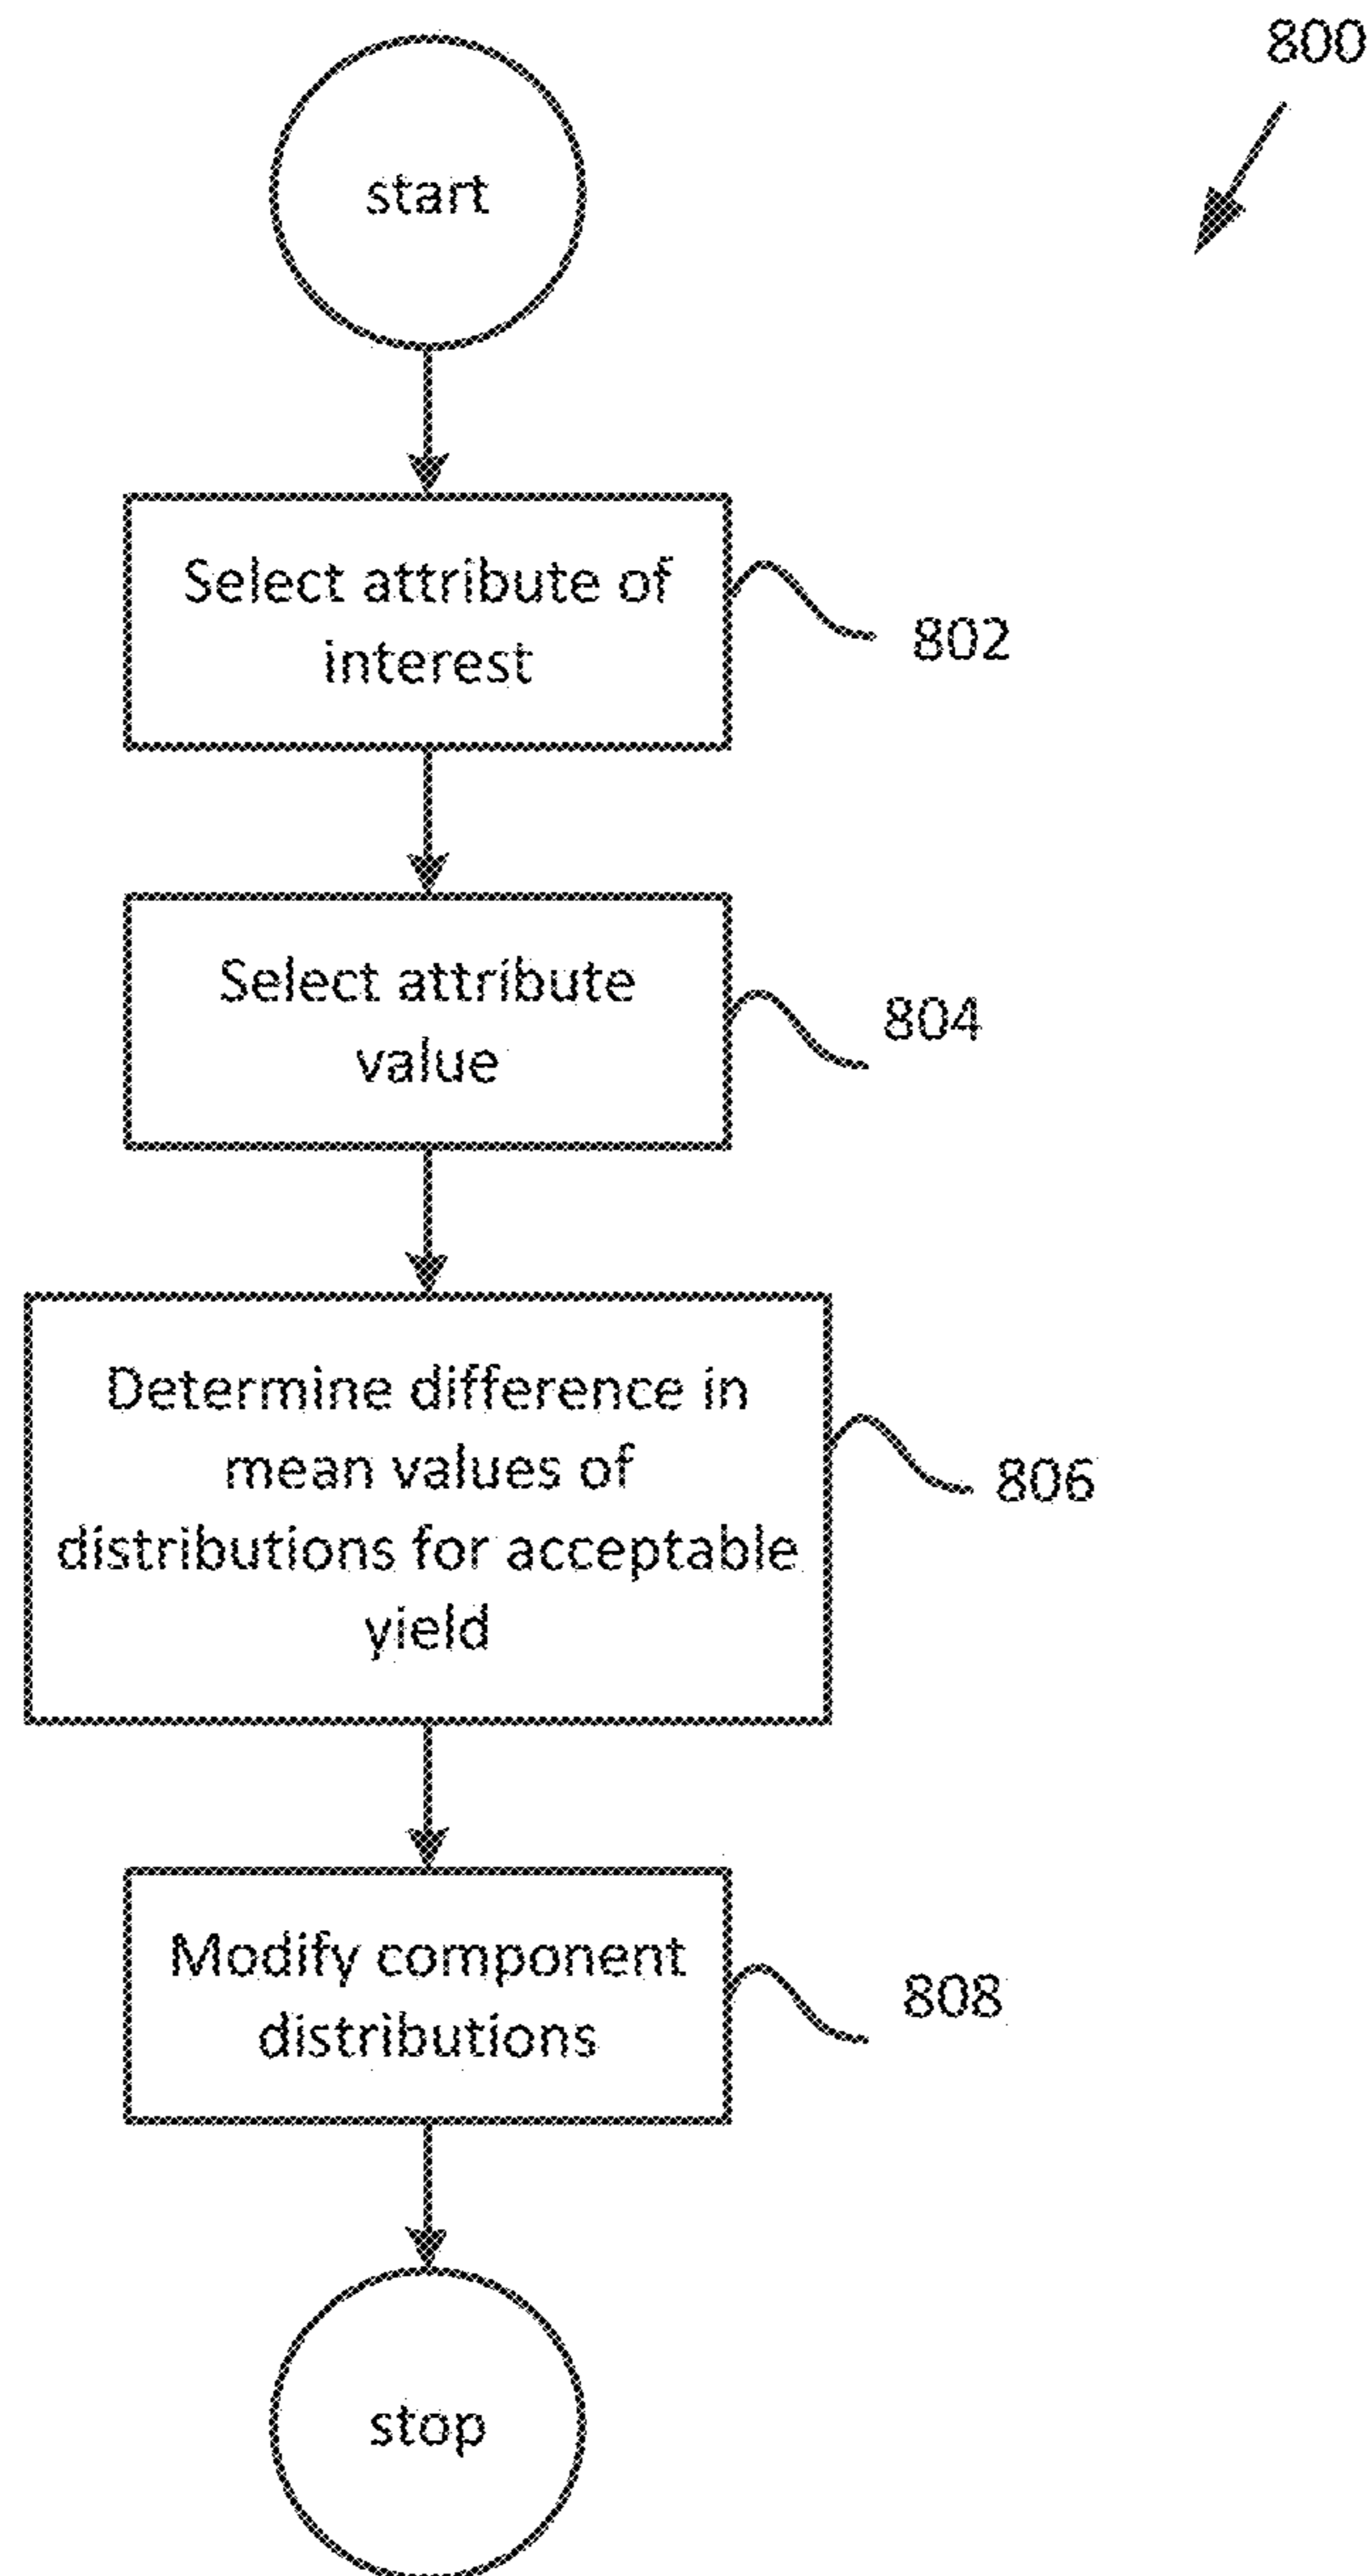 800
start
Select attribute of
interest
802
Select attribute
value
804
Determine difference in
mean values of
distributions for acceptable
yield
806
Modify component
distributions
808
stop